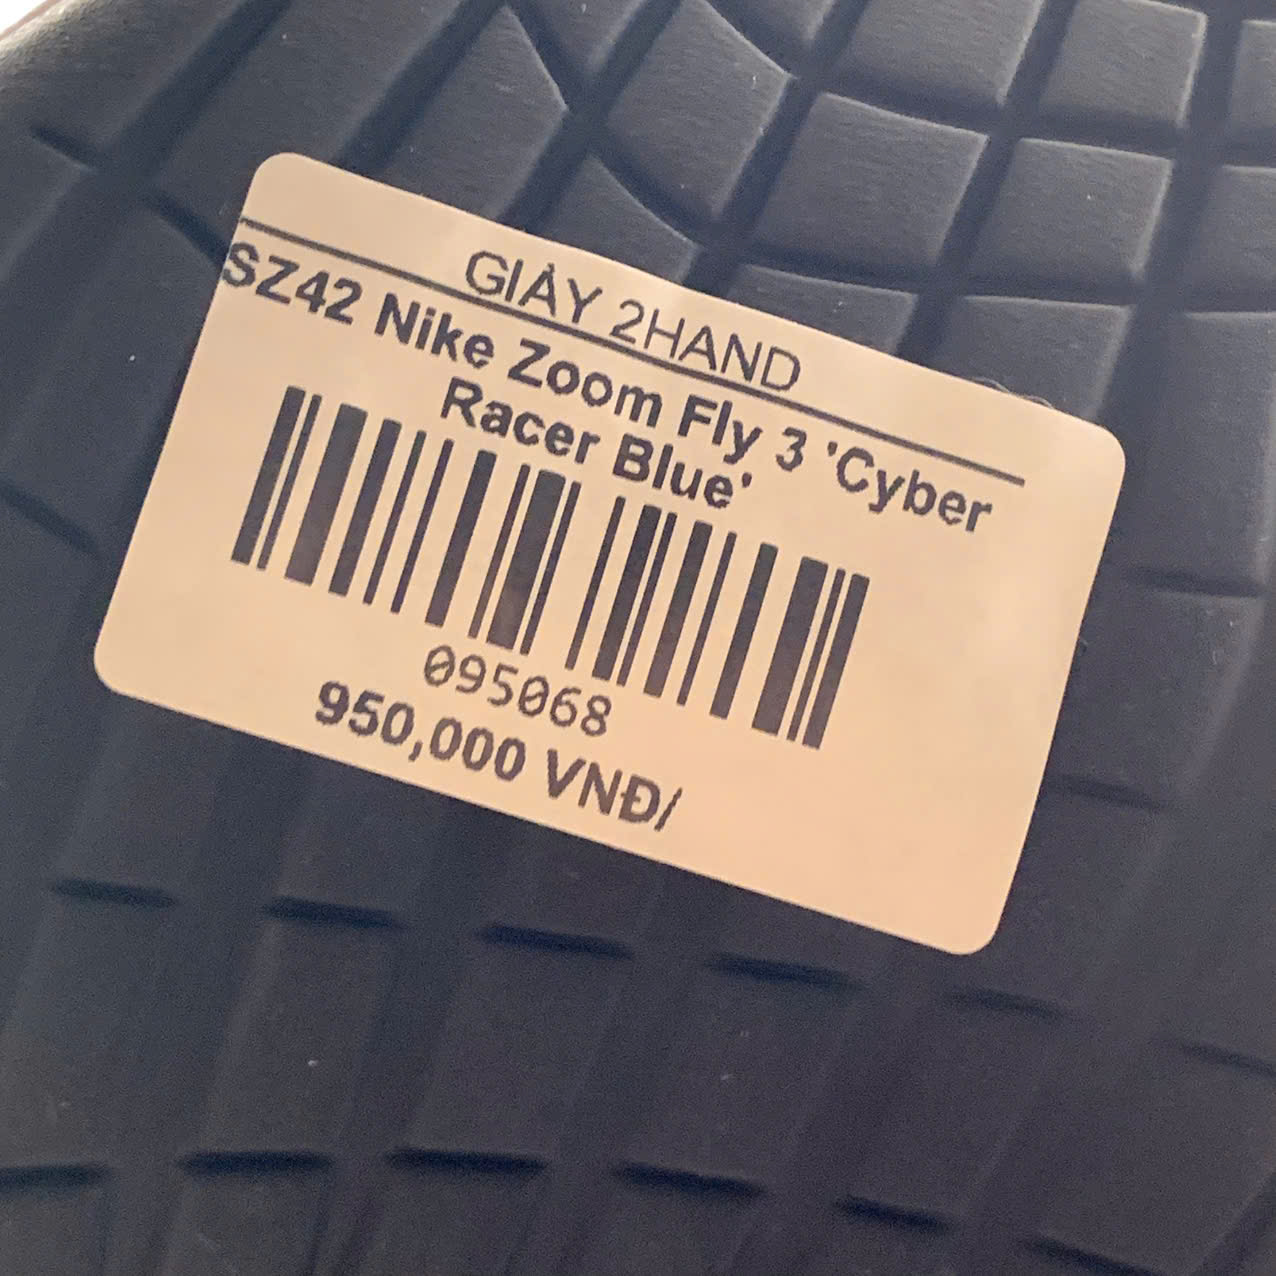 GIÀY 2HAND
SZ42 Nike Zoom Fly 3 'Cyber
Racer Blue'
095068
950,000 VNĐ/